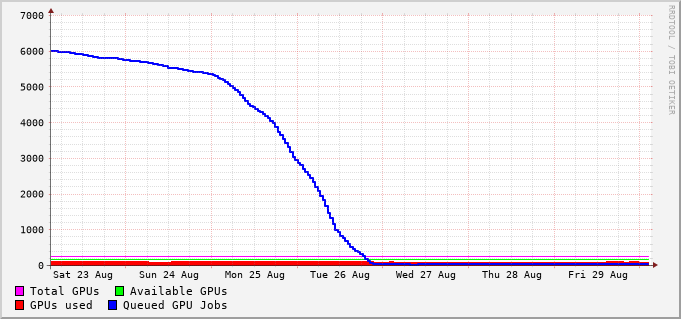 7000
6000
5000
4000
3000
2000
1000
0
Sat 23 Aug Sun 24 Aug Mon 25 Aug Tue 26 Aug Wed 27 Aug Thu 28 Aug Fri 29 Aug
Total GPUs Available GPUs
GPUs used Queued GPU Jobs
RRDTOOL / TOBI OETIKER